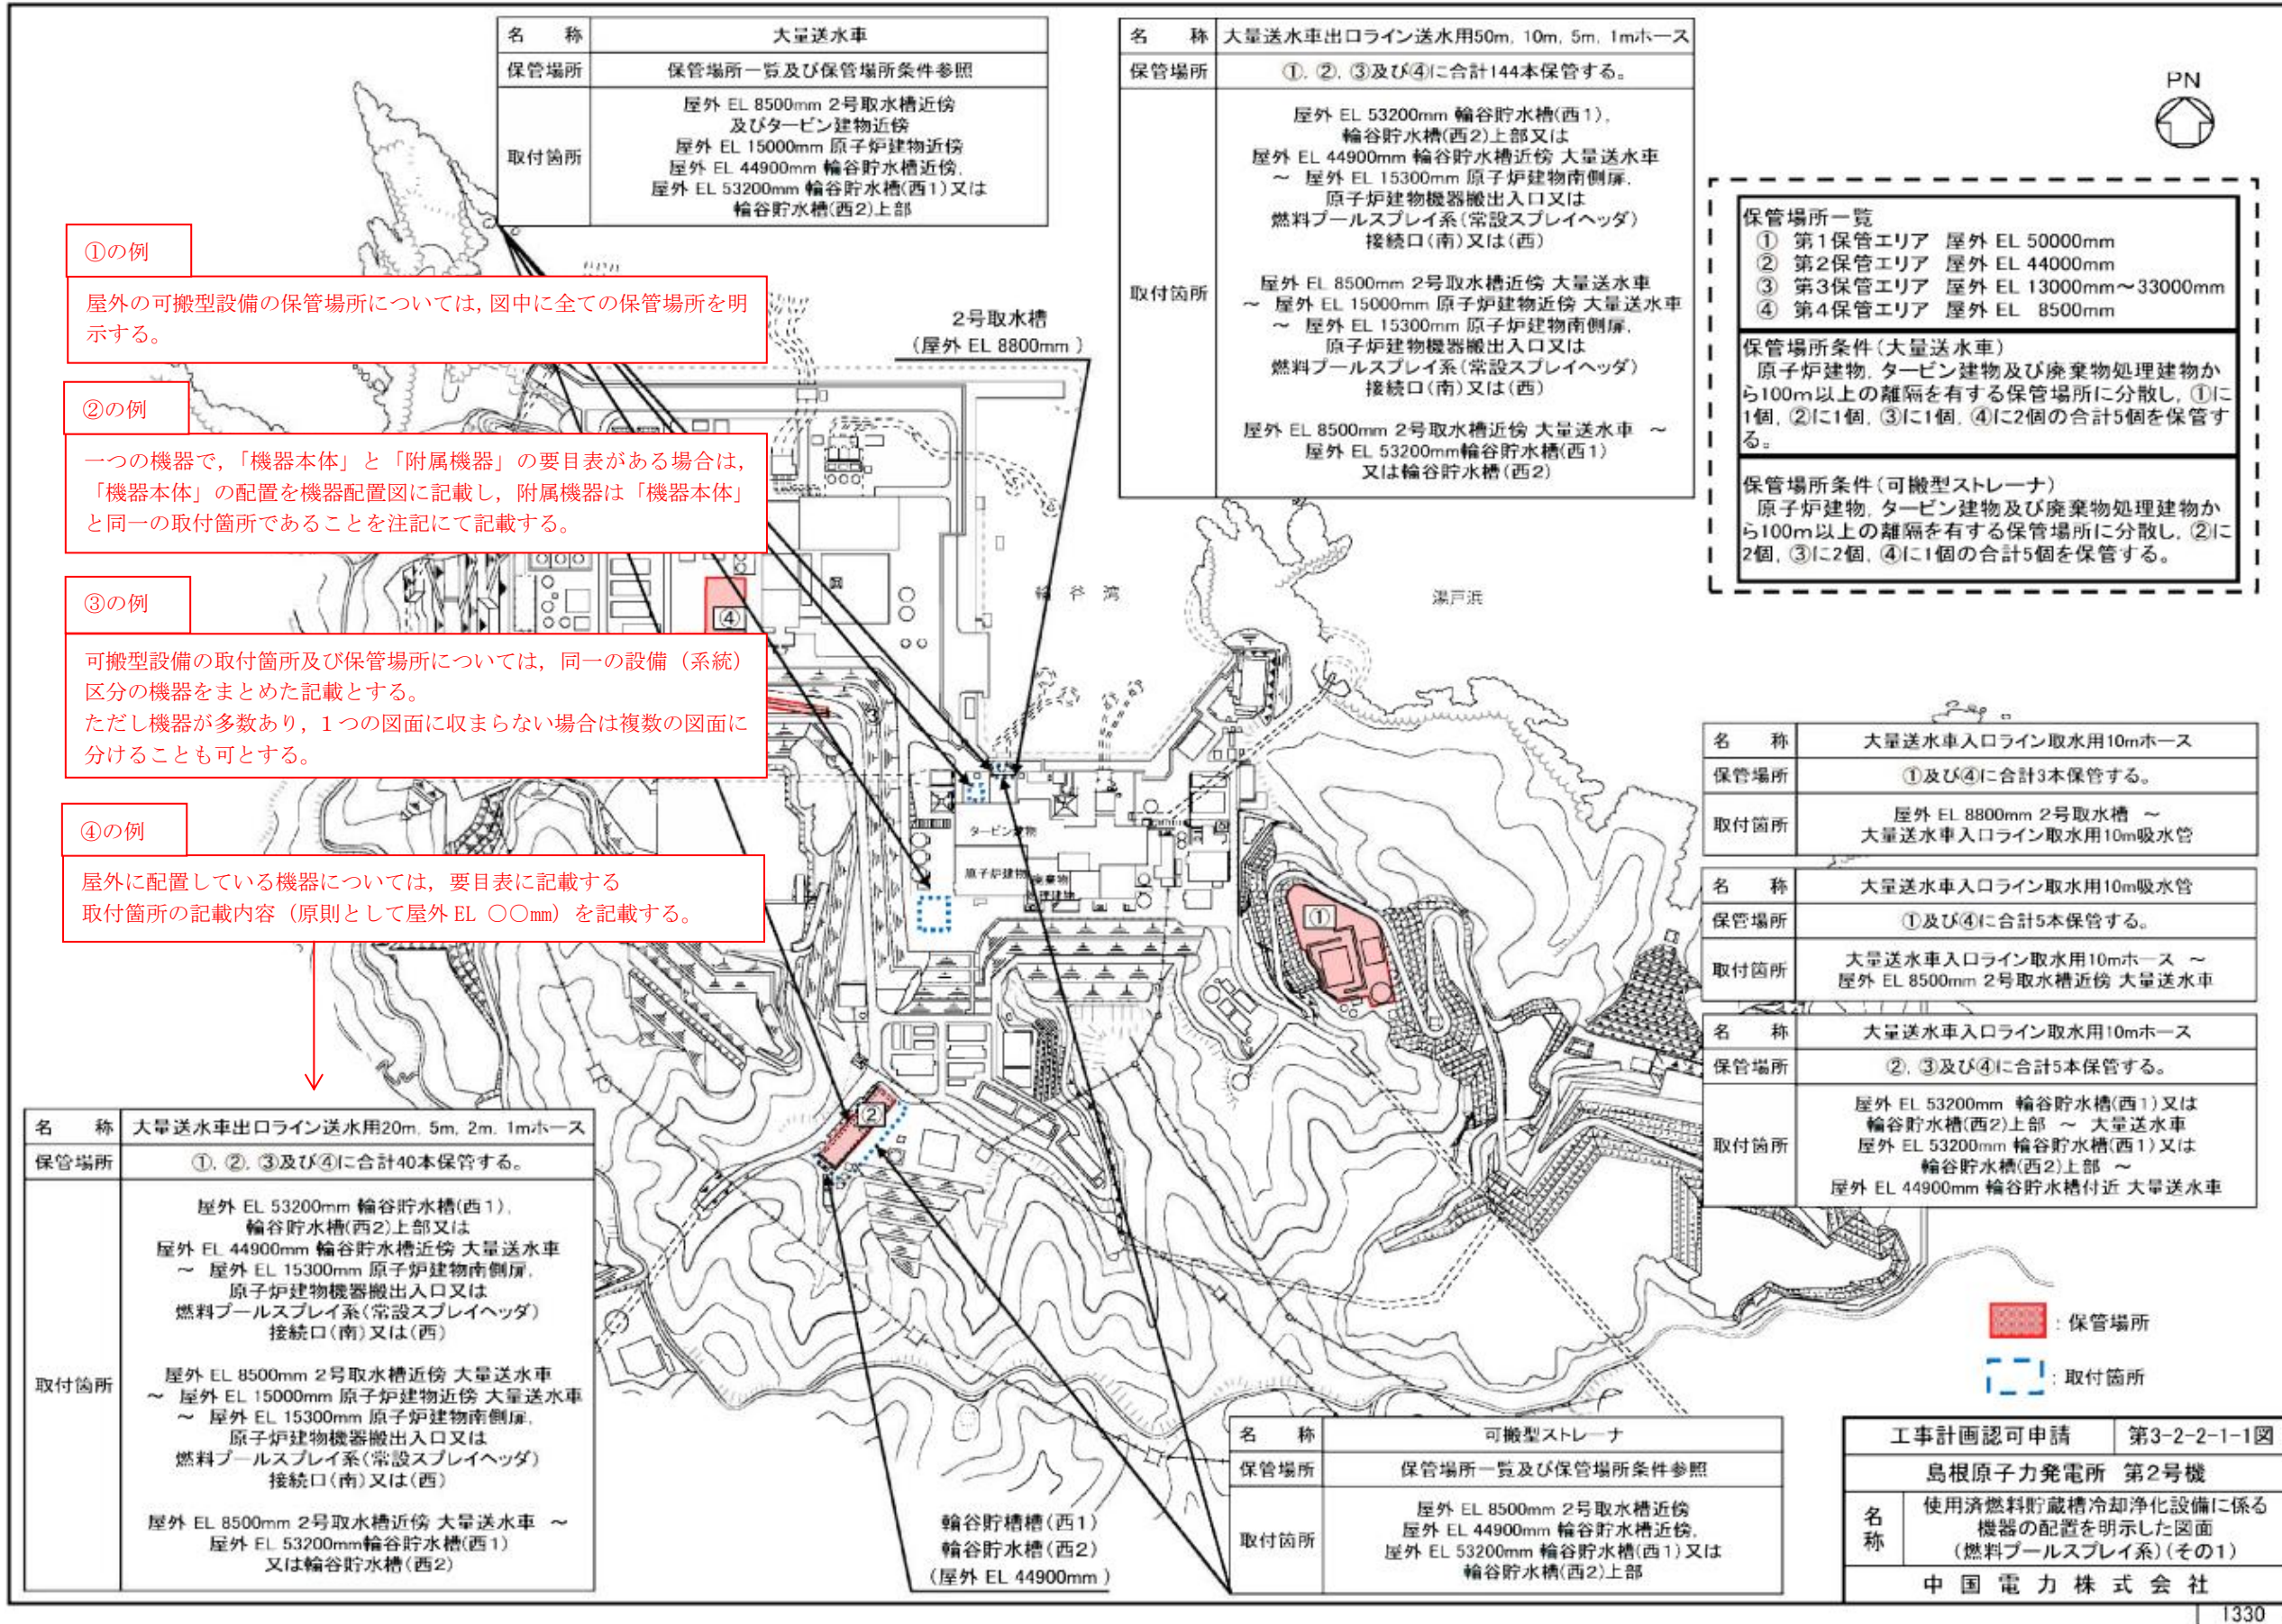 名　称 大量送水車
保管場所 保管場所一覧及び保管場所条件参照
取付箇所 屋外 EL 8500mm 2号取水槽近傍
及びタービン建物近傍
屋外 EL 15000mm 原子炉建物近傍
屋外 EL 44900mm 輪谷貯水槽近傍,
屋外 EL 53200mm 輪谷貯水槽(西1)又は
輪谷貯水槽(西2)上部
名　称 大量送水車出口ライン送水用50m, 10m, 5m, 1mホース
保管場所 ①, ②, ③及び④に合計144本保管する。
取付箇所 屋外 EL 53200mm 輪谷貯水槽(西1),
輪谷貯水槽(西2)上部又は
屋外 EL 44900mm 輪谷貯水槽近傍 大量送水車
～ 屋外 EL 15300mm 原子炉建物南側扉,
原子炉建物機器搬出入口又は
燃料プールスプレイ系(常設スプレイヘッダ)
接続口(南)又は(西)
屋外 EL 8500mm 2号取水槽近傍 大量送水車
～ 屋外 EL 15000mm 原子炉建物近傍 大量送水車
～ 屋外 EL 15300mm 原子炉建物南側扉,
原子炉建物機器搬出入口又は
燃料プールスプレイ系(常設スプレイヘッダ)
接続口(南)又は(西)
屋外 EL 8500mm 2号取水槽近傍 大量送水車 ～
屋外 EL 53200mm輪谷貯水槽(西1)
又は輪谷貯水槽(西2)
PN
保管場所一覧
① 第1保管エリア 屋外 EL 50000mm
② 第2保管エリア 屋外 EL 44000mm
③ 第3保管エリア 屋外 EL 13000mm～33000mm
④ 第4保管エリア 屋外 EL 8500mm
保管場所条件(大量送水車)
原子炉建物, タービン建物及び廃棄物処理建物か
ら100m以上の離隔を有する保管場所に分散し, ①に
1個, ②に1個, ③に1個, ④に2個の合計5個を保管す
る。
保管場所条件(可搬型ストレーナ)
原子炉建物, タービン建物及び廃棄物処理建物か
ら100m以上の離隔を有する保管場所に分散し, ②に
2個, ③に2個, ④に1個の合計5個を保管する。
①の例
屋外の可搬型設備の保管場所については, 図中に全ての保管場所を明
示する。
②の例
一つの機器で,「機器本体」と「附属機器」の要目表がある場合は,
「機器本体」の配置を機器配置図に記載し, 附属機器は「機器本体」
と同一の取付箇所であることを注記にて記載する。
③の例
可搬型設備の取付箇所及び保管場所については, 同一の設備（系統）
区分の機器をまとめた記載とする。
ただし機器が多数あり, １つの図面に収まらない場合は複数の図面に
分けることも可とする。
④の例
屋外に配置している機器については, 要目表に記載する
取付箇所の記載内容（原則として屋外 EL ○○mm）を記載する。
2号取水槽
(屋外 EL 8800mm )
輪谷湾
湯戸浜
④
③
タービン建物
原子炉建物
廃棄物
処理建物
①
②
名　称 大量送水車入口ライン取水用10mホース
保管場所 ①及び④に合計3本保管する。
取付箇所 屋外 EL 8800mm 2号取水槽 ～
大量送水車入口ライン取水用10m吸水管
名　称 大量送水車入口ライン取水用10m吸水管
保管場所 ①及び④に合計5本保管する。
取付箇所 大量送水車入口ライン取水用10mホース ～
屋外 EL 8500mm 2号取水槽近傍 大量送水車
名　称 大量送水車入口ライン取水用10mホース
保管場所 ②, ③及び④に合計5本保管する。
取付箇所 屋外 EL 53200mm 輪谷貯水槽(西1)又は
輪谷貯水槽(西2)上部 ～ 大量送水車
屋外 EL 53200mm 輪谷貯水槽(西1)又は
輪谷貯水槽(西2)上部 ～
屋外 EL 44900mm 輪谷貯水槽付近 大量送水車
名　称 大量送水車出口ライン送水用20m, 5m, 2m, 1mホース
保管場所 ①, ②, ③及び④に合計40本保管する。
取付箇所 屋外 EL 53200mm 輪谷貯水槽(西1),
輪谷貯水槽(西2)上部又は
屋外 EL 44900mm 輪谷貯水槽近傍 大量送水車
～ 屋外 EL 15300mm 原子炉建物南側扉,
原子炉建物機器搬出入口又は
燃料プールスプレイ系(常設スプレイヘッダ)
接続口(南)又は(西)
屋外 EL 8500mm 2号取水槽近傍 大量送水車
～ 屋外 EL 15000mm 原子炉建物近傍 大量送水車
～ 屋外 EL 15300mm 原子炉建物南側扉,
原子炉建物機器搬出入口又は
燃料プールスプレイ系(常設スプレイヘッダ)
接続口(南)又は(西)
屋外 EL 8500mm 2号取水槽近傍 大量送水車 ～
屋外 EL 53200mm輪谷貯水槽(西1)
又は輪谷貯水槽(西2)
輪谷貯槽槽(西1)
輪谷貯水槽(西2)
(屋外 EL 44900mm )
名　称 可搬型ストレーナ
保管場所 保管場所一覧及び保管場所条件参照
取付箇所 屋外 EL 8500mm 2号取水槽近傍
屋外 EL 44900mm 輪谷貯水槽近傍,
屋外 EL 53200mm 輪谷貯水槽(西1)又は
輪谷貯水槽(西2)上部
: 保管場所
: 取付箇所
工事計画認可申請 第3-2-2-1-1図
島根原子力発電所 第2号機
名称 使用済燃料貯蔵槽冷却浄化設備に係る
機器の配置を明示した図面
(燃料プールスプレイ系)(その1)
中国電力株式会社
1330